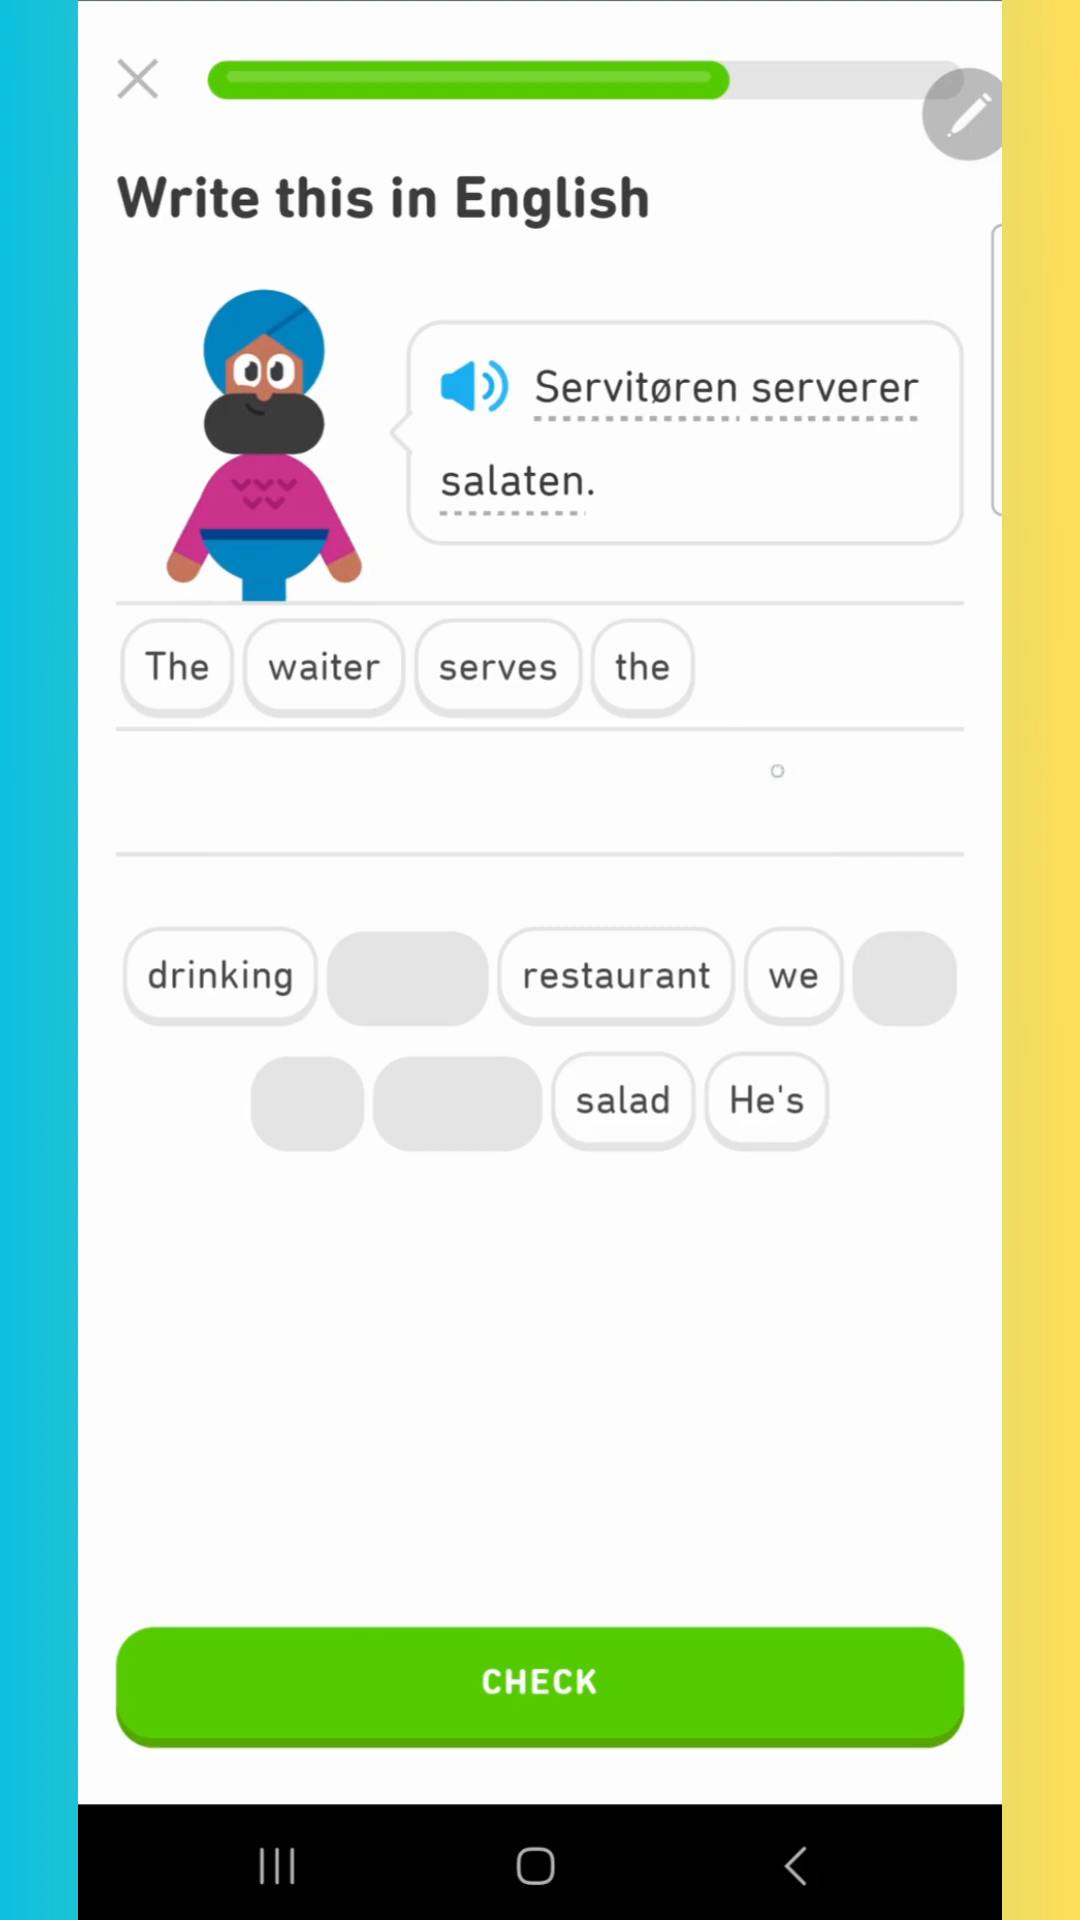 Write this in English
Servitøren serverer
salaten.
The waiter serves the
drinking restaurant we
salad He's
CHECK